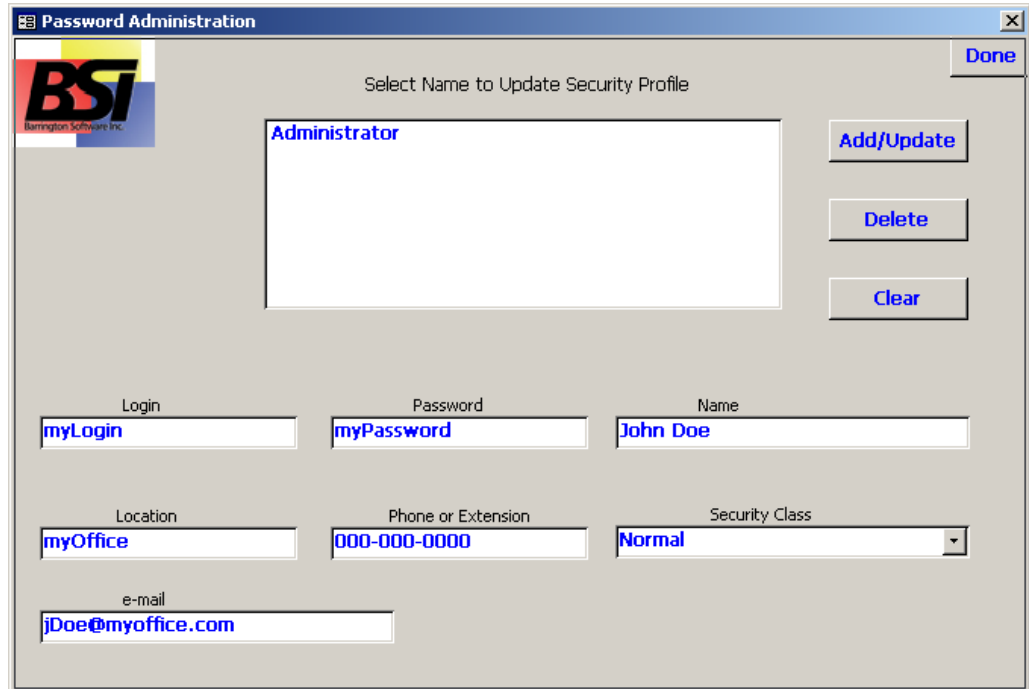 Password Administration
Done
BSi
Barrington Software Inc.
Select Name to Update Security Profile
Administrator
Add/Update
Delete
Clear
Login Password Name
myLogin myPassword John Doe
Location Phone or Extension Security Class
myOffice 000-000-0000 Normal
e-mail
jDoe@myoffice.com